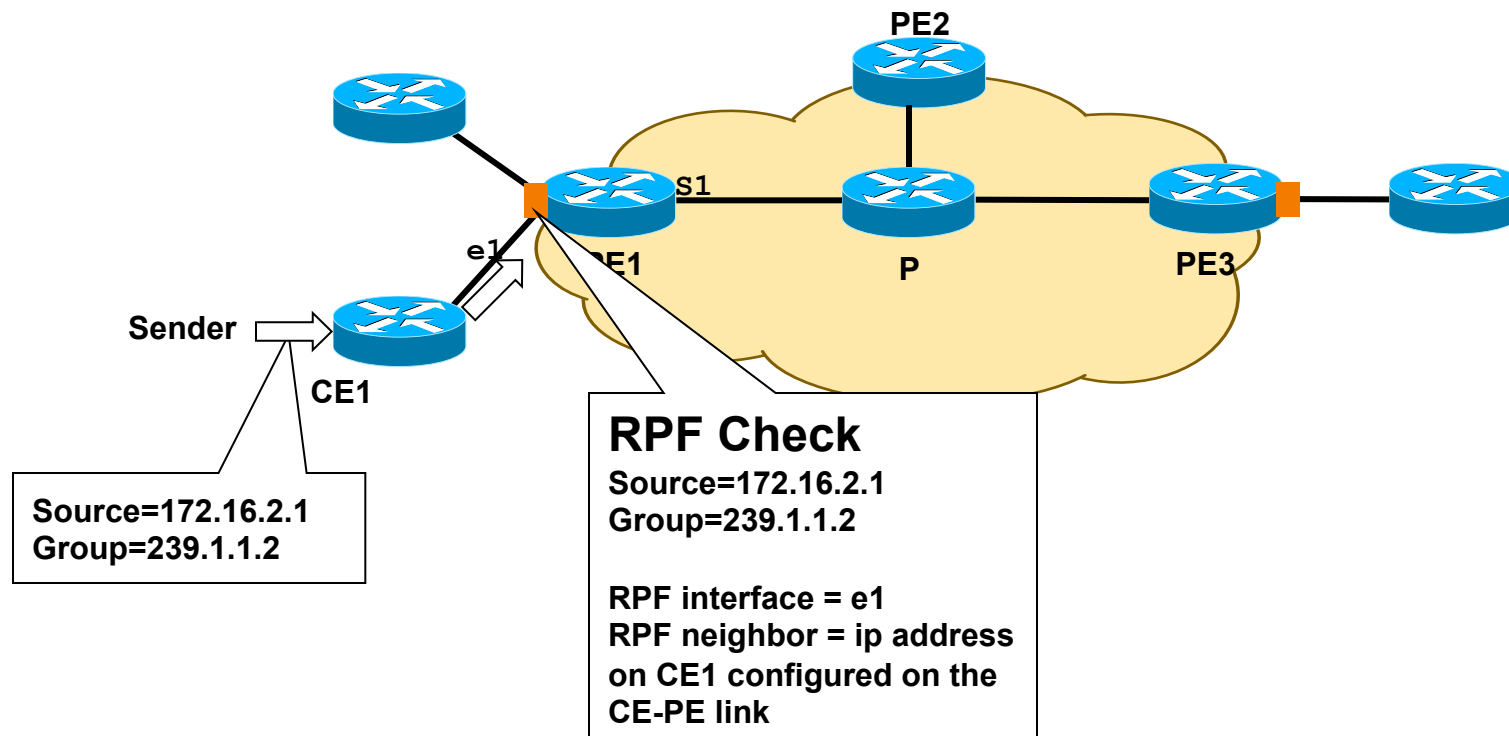 PE2
S1
e1
PE1
P
PE3
Sender
CE1
Source=172.16.2.1
Group=239.1.1.2
RPF Check
Source=172.16.2.1
Group=239.1.1.2
RPF interface = e1
RPF neighbor = ip address
on CE1 configured on the
CE-PE link